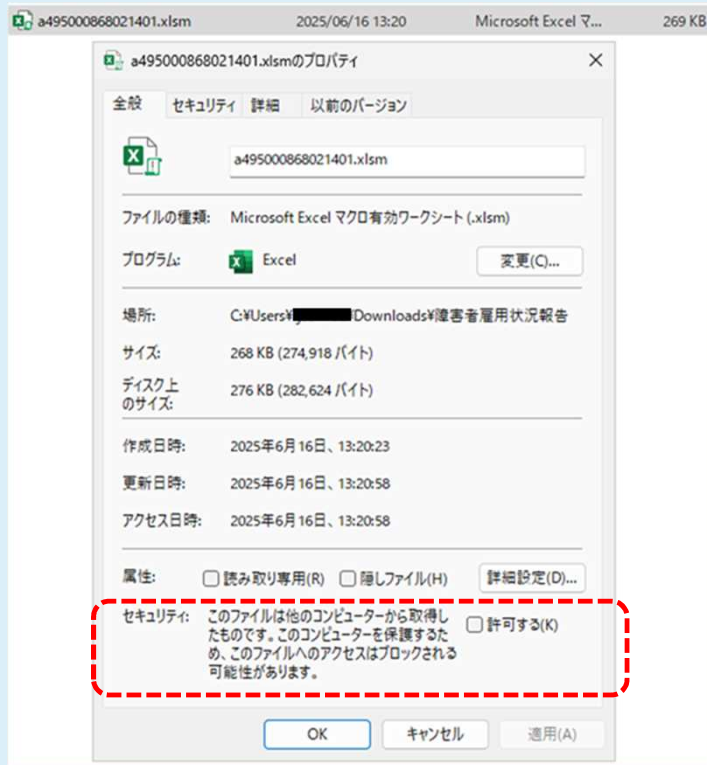 a495000868021401.xlsm 2025/06/16 13:20 Microsoft Excel マ... 269 KB
a495000868021401.xlsmのプロパティ
全般 セキュリティ 詳細 以前のバージョン
a495000868021401.xlsm
ファイルの種類: Microsoft Excel マクロ有効ワークシート (.xlsm)
プログラム: Excel 変更(C)...
場所: C:¥Users¥ /Downloads¥障害者雇用状況報告
サイズ: 268 KB (274,918 バイト)
ディスク上
のサイズ: 276 KB (282,624 バイト)
作成日時: 2025年6月16日、13:20:23
更新日時: 2025年6月16日、13:20:58
アクセス日時: 2025年6月16日、13:20:58
属性: 読み取り専用(R) 隠しファイル(H) 詳細設定(D)...
セキュリティ: このファイルは他のコンピューターから取得し 許可する(K)
たものです。このコンピューターを保護するた
め、このファイルへのアクセスはブロックされる
可能性があります。
OK キャンセル 適用(A)